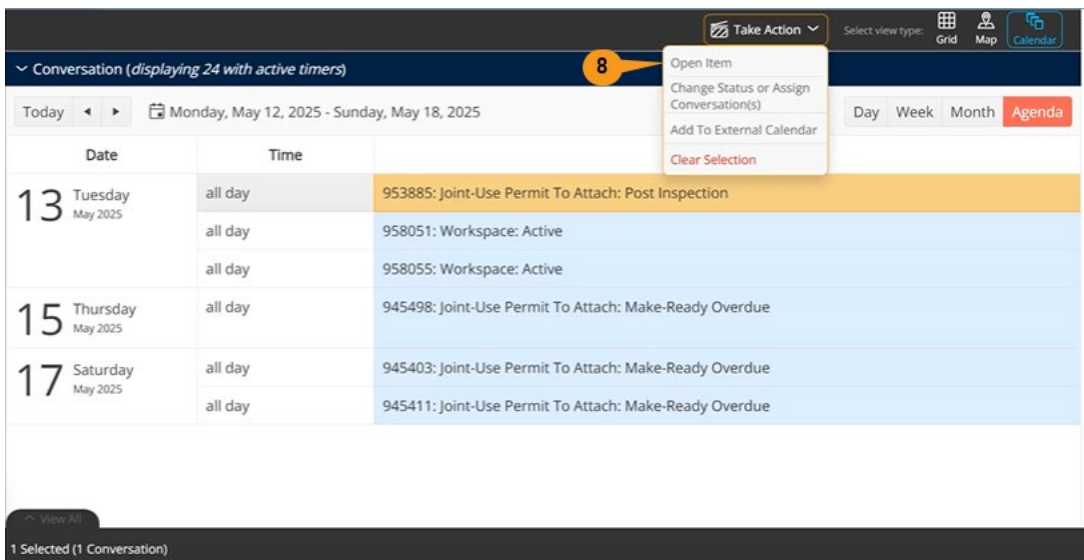 Take Action
Select view type:
Grid
Map
Calendar
Conversation (displaying 24 with active timers)
8
Open Item
Change Status or Assign
Conversation(s)
Add To External Calendar
Clear Selection
Today
Monday, May 12, 2025 - Sunday, May 18, 2025
Day Week Month Agenda
Date Time
13 Tuesday
May 2025
all day 953885: Joint-Use Permit To Attach: Post Inspection
all day 958051: Workspace: Active
all day 958055: Workspace: Active
15 Thursday
May 2025
all day 945498: Joint-Use Permit To Attach: Make-Ready Overdue
17 Saturday
May 2025
all day 945403: Joint-Use Permit To Attach: Make-Ready Overdue
all day 945411: Joint-Use Permit To Attach: Make-Ready Overdue
View All
1 Selected (1 Conversation)